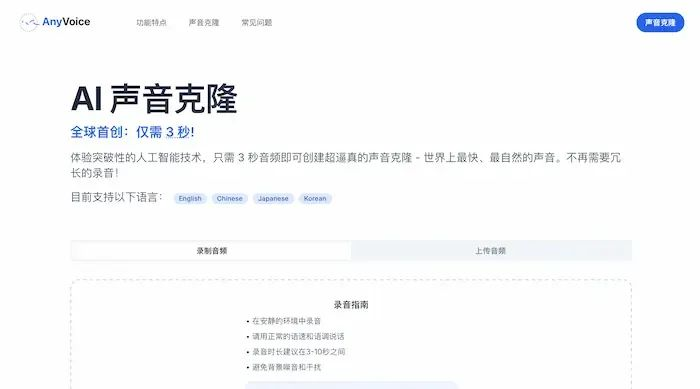 AnyVoice
功能特点
声音克隆
常见问题
声音克隆
AI 声音克隆
全球首创：仅需 3 秒!
体验突破性的人工智能技术，只需 3 秒音频即可创建超逼真的声音克隆 - 世界上最快、最自然的声音。不再需要冗
长的录音！
目前支持以下语言：
English
Chinese
Japanese
Korean
录制音频
上传音频
录音指南
• 在安静的环境中录音
• 请用正常的语速和语调说话
• 录音时长建议在3-10秒之间
• 避免背景噪音和干扰